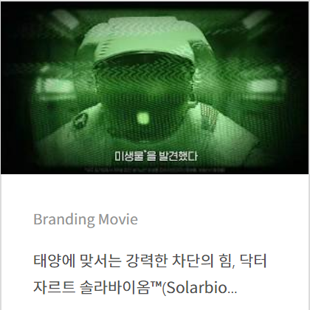 미생물*을 발견했다
Branding Movie
태양에 맞서는 강력한 차단의 힘, 닥터
자르트 솔라바이옴™(Solarbio...